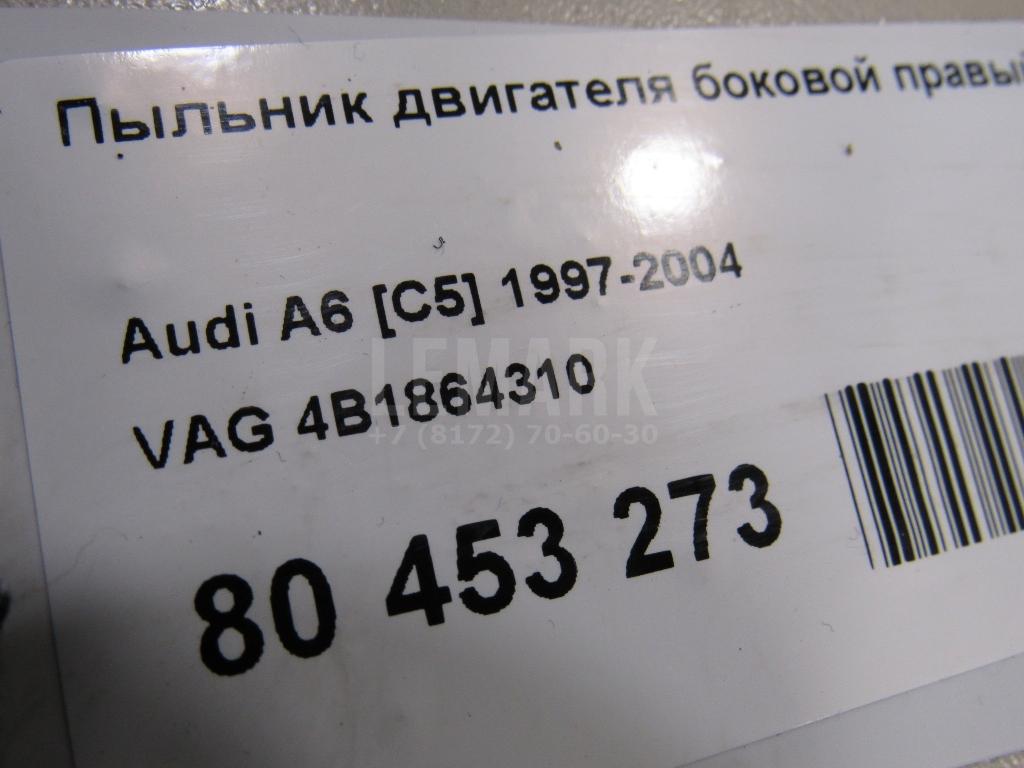 Пыльник двигателя боковой правый
Audi A6 [C5] 1997-2004
VAG 4B1864310
LEMARK
+7 (8172) 70-60-30
80 453 273